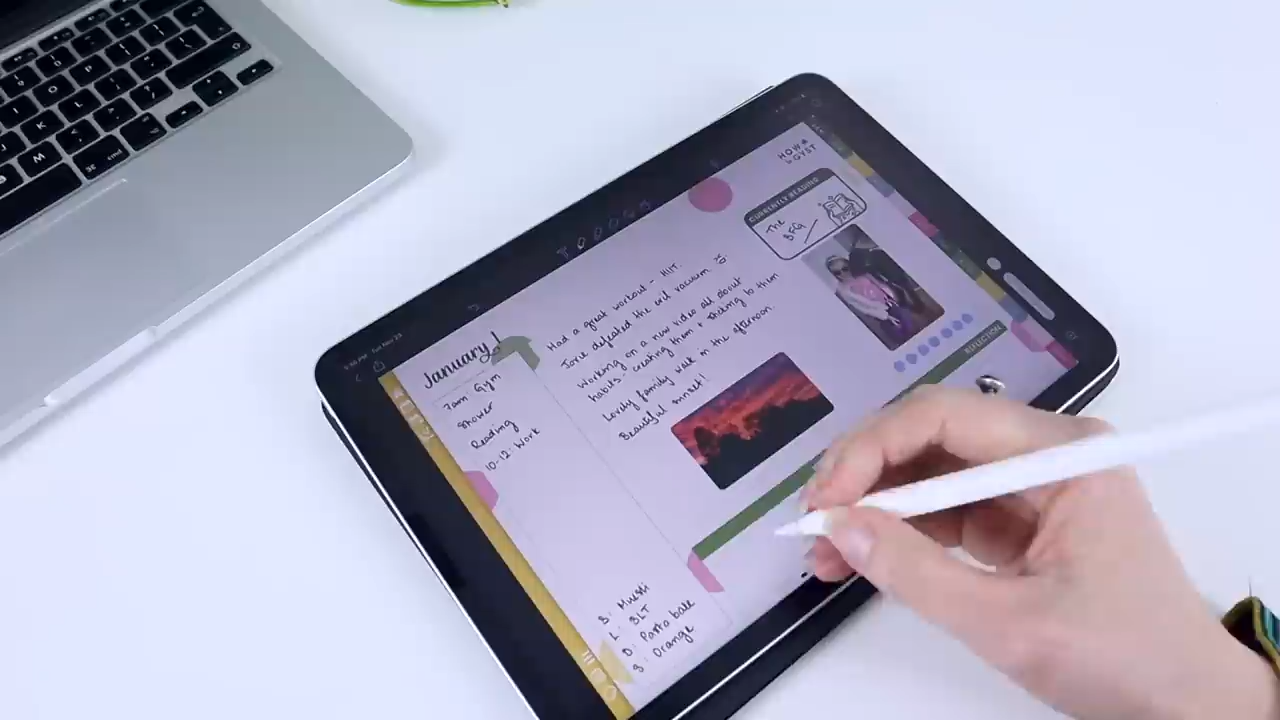 HOW to GYST
CURRENTLY READING
The
BFG
January 1
7am Gym
Shower
Reading
10-12: Work
Had a great workout - HIIT.
defeated the evil vacuum
Working on a new video all about
habits - creating them + sticking to them
Lovely family walk in the afternoon.
Beautiful sunset!
REFLECTION
B: Muesli
L: BLT
D: Pasta bake
S: Orange
O
P
K
L
M
cmd